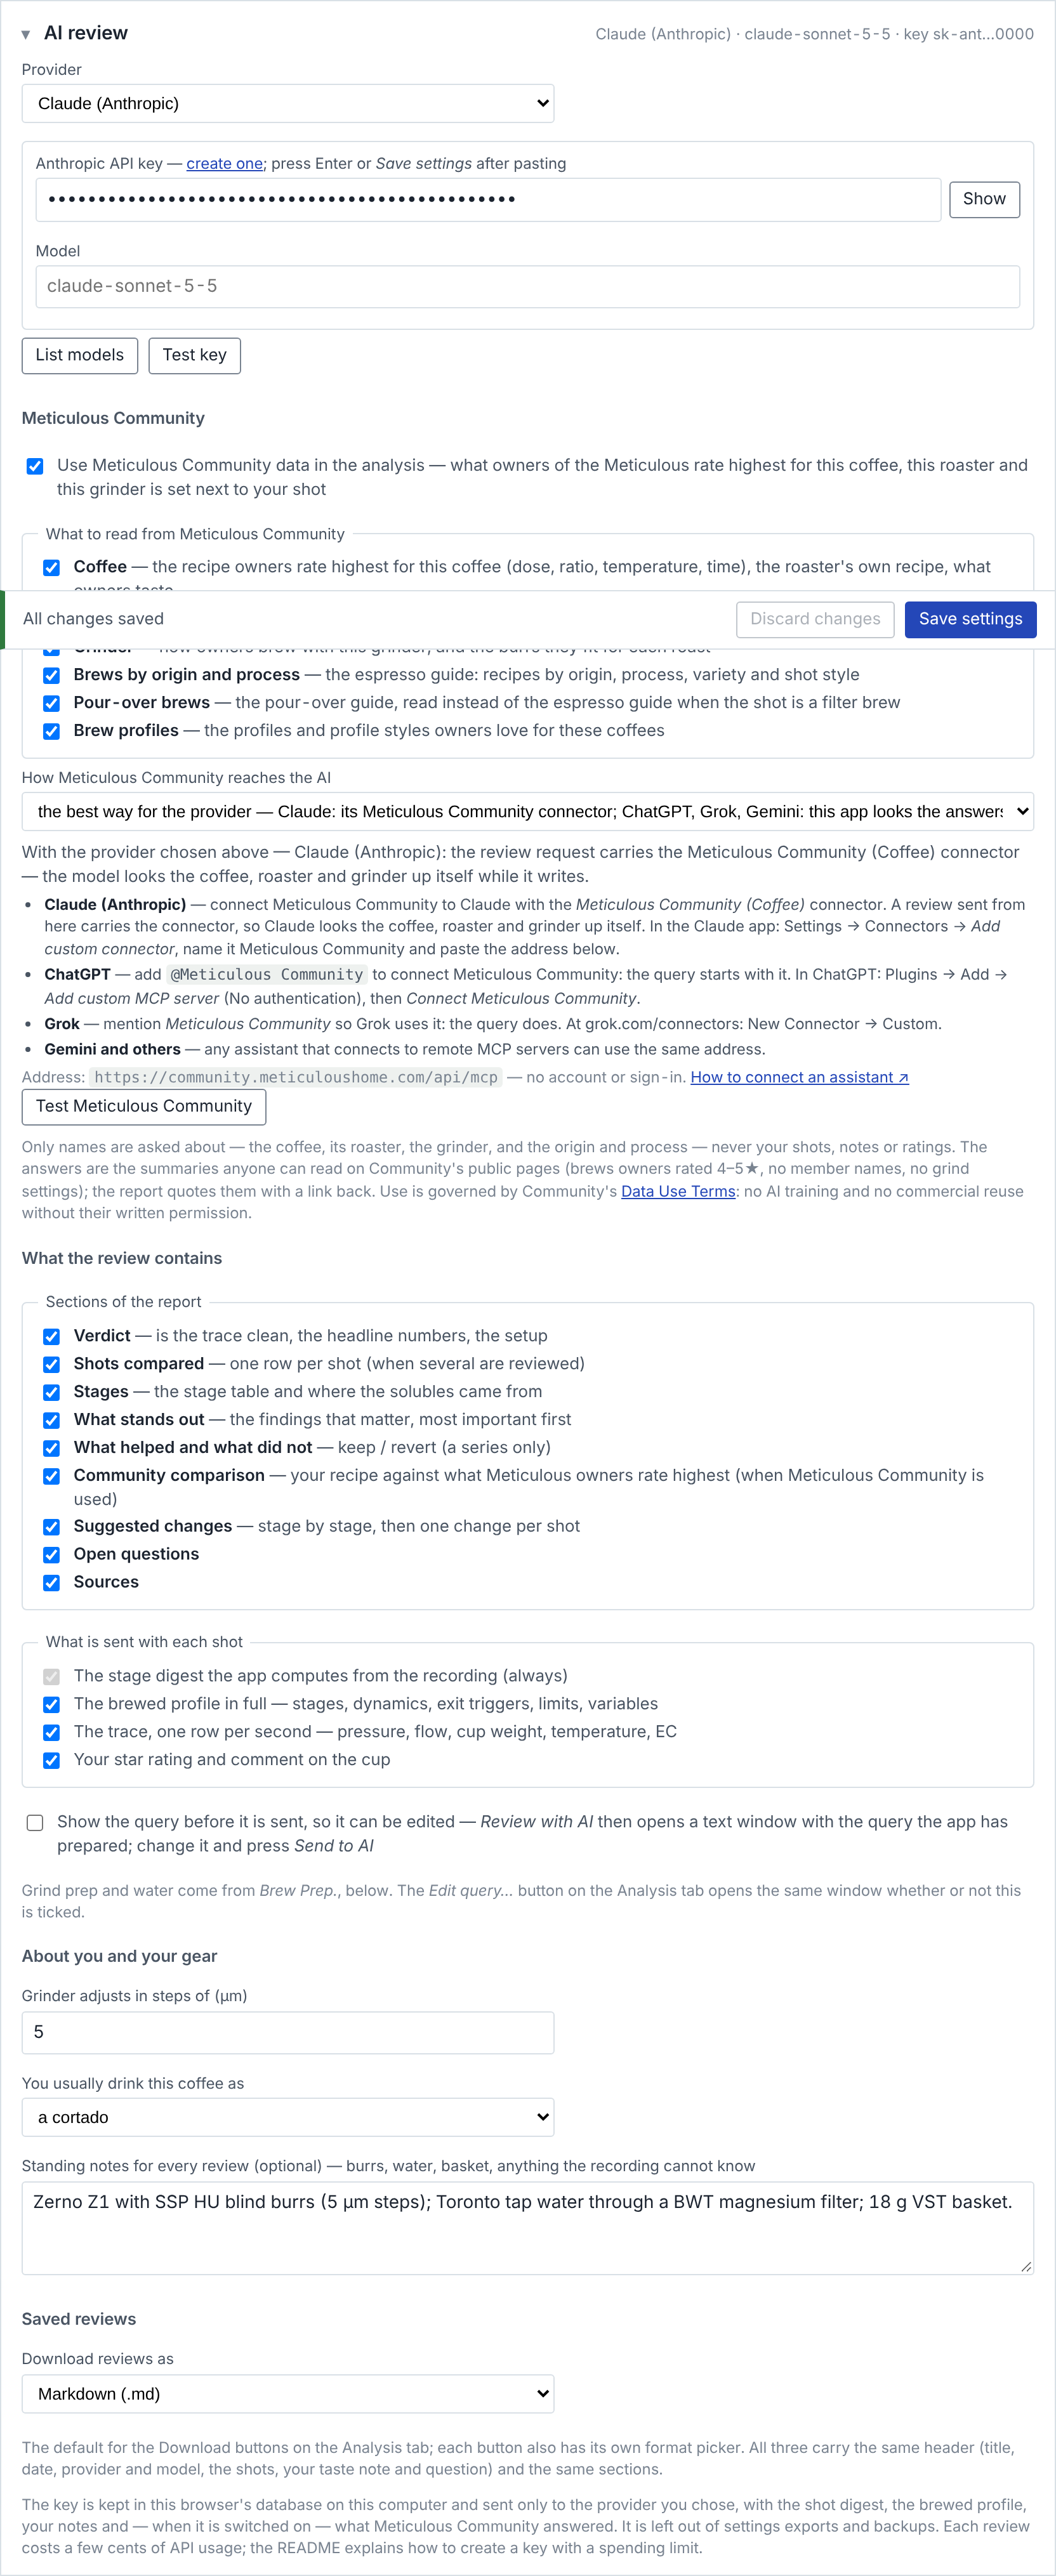 ▼ AI review
Claude (Anthropic) · claude-sonnet-5-5 · key sk-ant…0000
Provider
Claude (Anthropic)
Anthropic API key — create one; press Enter or Save settings after pasting
Show
Model
claude-sonnet-5-5
List models
Test key
Meticulous Community
Use Meticulous Community data in the analysis — what owners of the Meticulous rate highest for this coffee, this roaster and
this grinder is set next to your shot
What to read from Meticulous Community
Coffee — the recipe owners rate highest for this coffee (dose, ratio, temperature, time), the roaster's own recipe, what
owners taste
All changes saved
Discard changes
Save settings
Grinder — how owners brew with this grinder, and the burrs they fit for each roast
Brews by origin and process — the espresso guide: recipes by origin, process, variety and shot style
Pour-over brews — the pour-over guide, read instead of the espresso guide when the shot is a filter brew
Brew profiles — the profiles and profile styles owners love for these coffees
How Meticulous Community reaches the AI
the best way for the provider — Claude: its Meticulous Community connector; ChatGPT, Grok, Gemini: this app looks the answers
With the provider chosen above — Claude (Anthropic): the review request carries the Meticulous Community (Coffee) connector
— the model looks the coffee, roaster and grinder up itself while it writes.
• Claude (Anthropic) — connect Meticulous Community to Claude with the Meticulous Community (Coffee) connector. A review sent from
here carries the connector, so Claude looks the coffee, roaster and grinder up itself. In the Claude app: Settings → Connectors → Add
custom connector, name it Meticulous Community and paste the address below.
• ChatGPT — add @Meticulous Community to connect Meticulous Community: the query starts with it. In ChatGPT: Plugins → Add →
Add custom MCP server (No authentication), then Connect Meticulous Community.
• Grok — mention Meticulous Community so Grok uses it: the query does. At grok.com/connectors: New Connector → Custom.
• Gemini and others — any assistant that connects to remote MCP servers can use the same address.
Address: https://community.meticuloushome.com/api/mcp — no account or sign-in. How to connect an assistant ↗
Test Meticulous Community
Only names are asked about — the coffee, its roaster, the grinder, and the origin and process — never your shots, notes or ratings. The
answers are the summaries anyone can read on Community's public pages (brews owners rated 4–5★, no member names, no grind
settings); the report quotes them with a link back. Use is governed by Community's Data Use Terms: no AI training and no commercial reuse
without their written permission.
What the review contains
Sections of the report
Verdict — is the trace clean, the headline numbers, the setup
Shots compared — one row per shot (when several are reviewed)
Stages — the stage table and where the solubles came from
What stands out — the findings that matter, most important first
What helped and what did not — keep / revert (a series only)
Community comparison — your recipe against what Meticulous owners rate highest (when Meticulous Community is
used)
Suggested changes — stage by stage, then one change per shot
Open questions
Sources
What is sent with each shot
The stage digest the app computes from the recording (always)
The brewed profile in full — stages, dynamics, exit triggers, limits, variables
The trace, one row per second — pressure, flow, cup weight, temperature, EC
Your star rating and comment on the cup
Show the query before it is sent, so it can be edited — Review with AI then opens a text window with the query the app has
prepared; change it and press Send to AI
Grind prep and water come from Brew Prep., below. The Edit query… button on the Analysis tab opens the same window whether or not this
is ticked.
About you and your gear
Grinder adjusts in steps of (µm)
5
You usually drink this coffee as
a cortado
Standing notes for every review (optional) — burrs, water, basket, anything the recording cannot know
Zerno Z1 with SSP HU blind burrs (5 µm steps); Toronto tap water through a BWT magnesium filter; 18 g VST basket.
Saved reviews
Download reviews as
Markdown (.md)
The default for the Download buttons on the Analysis tab; each button also has its own format picker. All three carry the same header (title,
date, provider and model, the shots, your taste note and question) and the same sections.
The key is kept in this browser's database on this computer and sent only to the provider you chose, with the shot digest, the brewed profile,
your notes and — when it is switched on — what Meticulous Community answered. It is left out of settings exports and backups. Each review
costs a few cents of API usage; the README explains how to create a key with a spending limit.